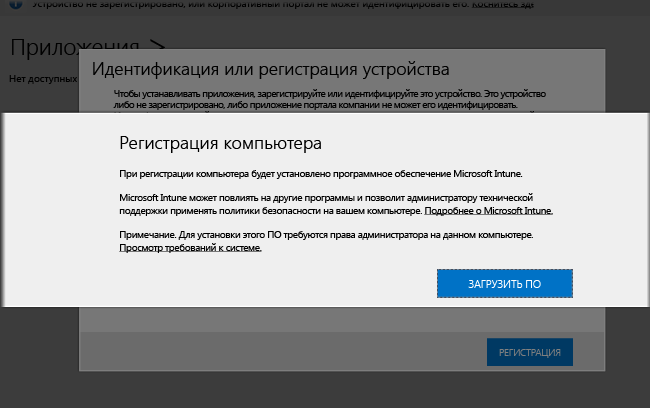 Устройство не зарегистрировано, или корпоративный портал не может идентифицировать его. Коснитесь зде
Приложения >
Нет доступных
Идентификация или регистрация устройства
Чтобы устанавливать приложения, зарегистрируйте или идентифицируйте это устройство. Это устройство
либо не зарегистрировано, либо приложение портала компании не может его идентифицировать.
Регистрация компьютера
При регистрации компьютера будет установлено программное обеспечение Microsoft Intune.
Microsoft Intune может повлиять на другие программы и позволит администратору технической
поддержки применять политики безопасности на вашем компьютере. Подробнее о Microsoft Intune.
Примечание. Для установки этого ПО требуются права администратора на данном компьютере.
Просмотр требований к системе.
ЗАГРУЗИТЬ ПО
РЕГИСТРАЦИЯ